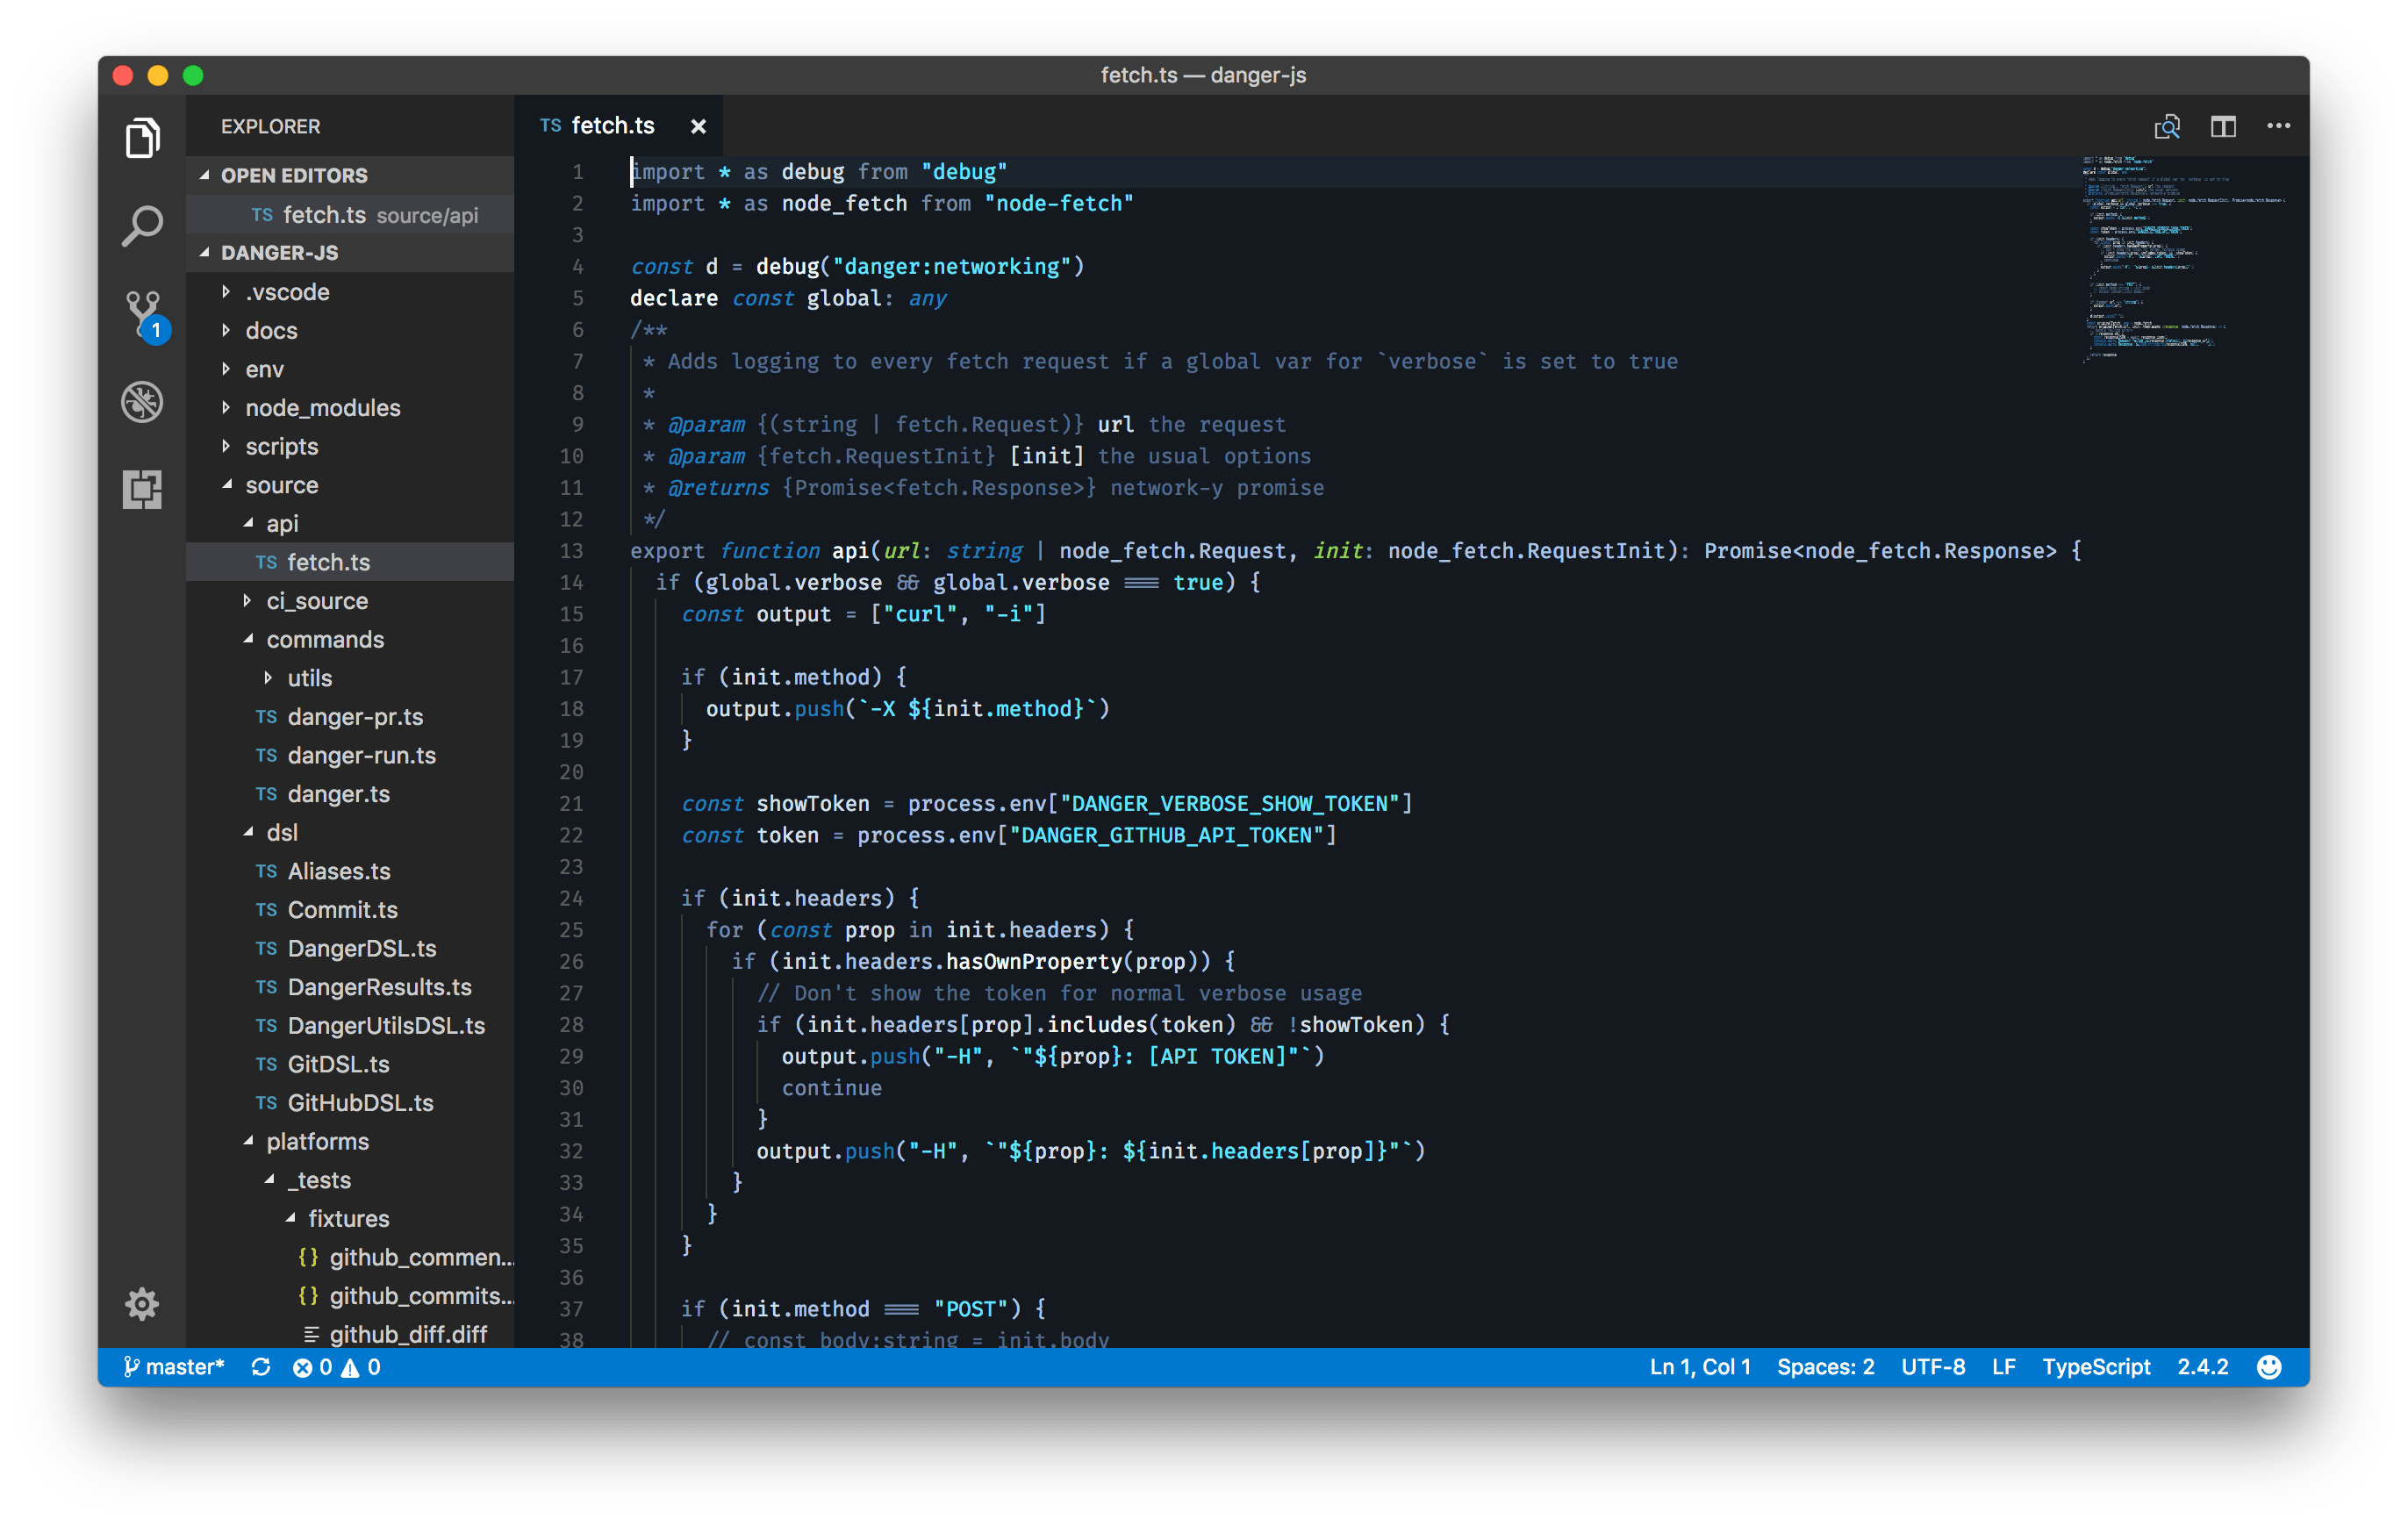 fetch.ts — danger-js
EXPLORER
OPEN EDITORS
TS fetch.ts source/api
DANGER-JS
.vscode
docs
env
node_modules
scripts
source
api
TS fetch.ts
ci_source
commands
utils
TS danger-pr.ts
TS danger-run.ts
TS danger.ts
dsl
TS Aliases.ts
TS Commit.ts
TS DangerDSL.ts
TS DangerResults.ts
TS DangerUtilsDSL.ts
TS GitDSL.ts
TS GitHubDSL.ts
platforms
_tests
fixtures
{} github_commen...
{} github_commits...
github_diff.diff
1
TS fetch.ts ×
1 import * as debug from "debug"
2 import * as node_fetch from "node-fetch"
3
4 const d = debug("danger:networking")
5 declare const global: any
6 /**
7  * Adds logging to every fetch request if a global var for `verbose` is set to true
8  *
9  * @param {(string | fetch.Request)} url the request
10  * @param {fetch.RequestInit} [init] the usual options
11  * @returns {Promise<fetch.Response>} network-y promise
12  */
13 export function api(url: string | node_fetch.Request, init: node_fetch.RequestInit): Promise<node_fetch.Response> {
14   if (global.verbose && global.verbose === true) {
15     const output = ["curl", "-i"]
16
17     if (init.method) {
18       output.push(`-X ${init.method}`)
19     }
20
21     const showToken = process.env["DANGER_VERBOSE_SHOW_TOKEN"]
22     const token = process.env["DANGER_GITHUB_API_TOKEN"]
23
24     if (init.headers) {
25       for (const prop in init.headers) {
26         if (init.headers.hasOwnProperty(prop)) {
27           // Don't show the token for normal verbose usage
28           if (init.headers[prop].includes(token) && !showToken) {
29             output.push("-H", `"${prop}: [API TOKEN]"`)
30             continue
31           }
32           output.push("-H", `"${prop}: ${init.headers[prop]}"`)
33         }
34       }
35     }
36
37     if (init.method === "POST") {
38       // const body:string = init.body
master* 0 0 Ln 1, Col 1 Spaces: 2 UTF-8 LF TypeScript 2.4.2